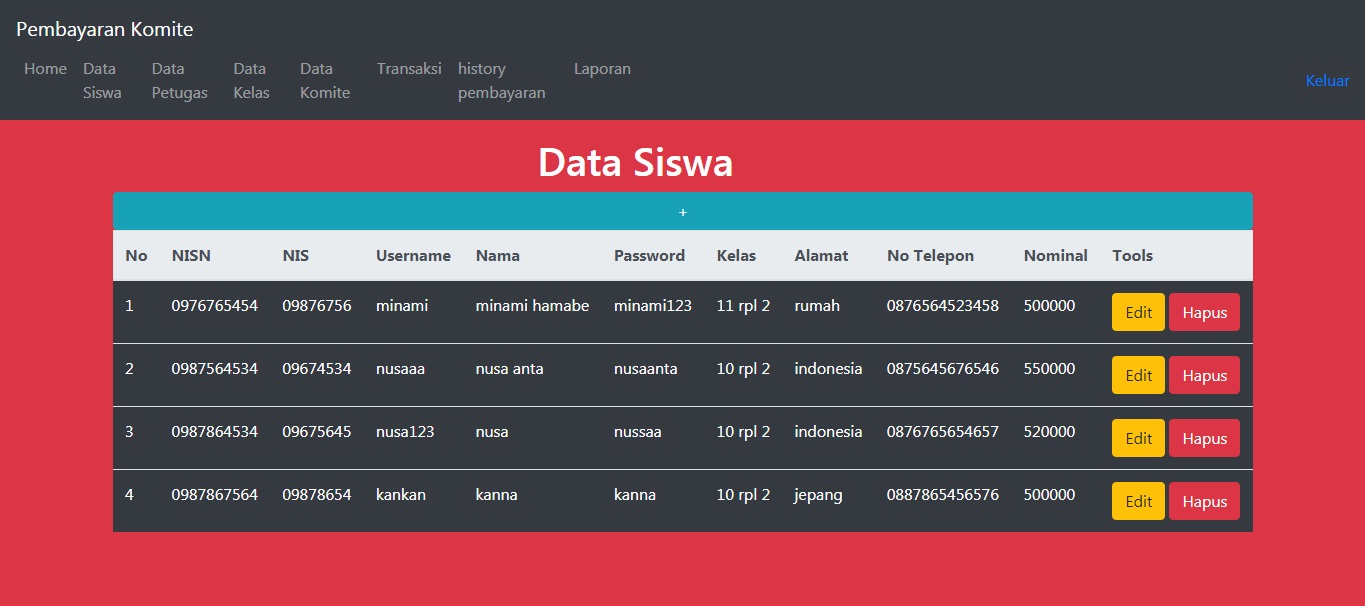 Pembayaran Komite
Home Data Siswa Data Petugas Data Kelas Data Komite Transaksi history pembayaran Laporan Keluar
Data Siswa
+
No NISN NIS Username Nama Password Kelas Alamat No Telepon Nominal Tools
1 0976765454 09876756 minami minami hamabe minami123 11 rpl 2 rumah 0876564523458 500000 Edit Hapus
2 0987564534 09674534 nusaaa nusa anta nusaanta 10 rpl 2 indonesia 0875645676546 550000 Edit Hapus
3 0987864534 09675645 nusa123 nusa nussaa 10 rpl 2 indonesia 0876765654657 520000 Edit Hapus
4 0987867564 09878654 kankan kanna kanna 10 rpl 2 jepang 0887865456576 500000 Edit Hapus